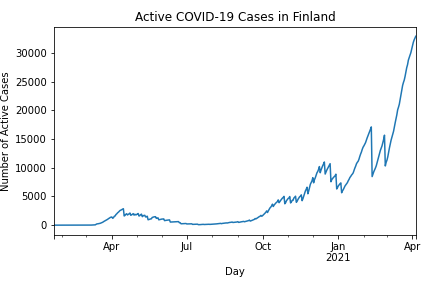 Active COVID-19 Cases in Finland
Number of Active Cases
30000
25000
20000
15000
10000
5000
0
Apr
Jul
Oct
Jan
2021
Apr
Day